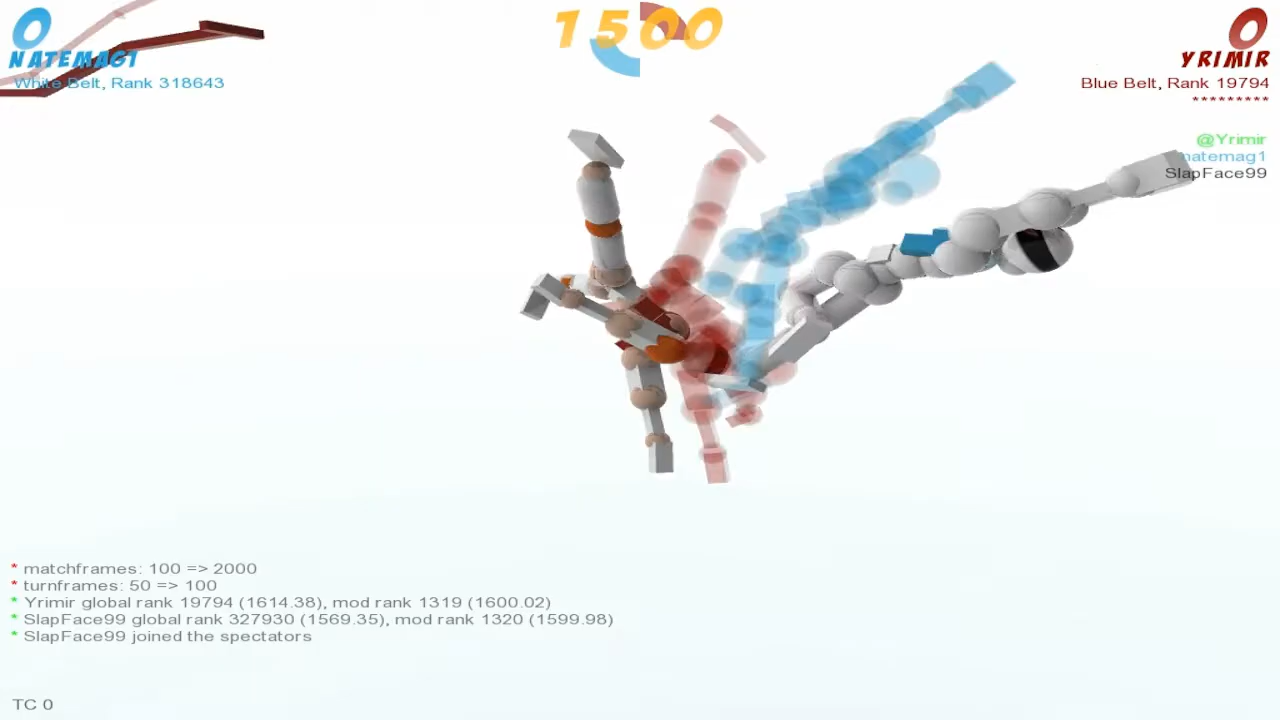 0
1500
0
NATEMAG1
YRIMIR
White Belt, Rank 318643
Blue Belt, Rank 19794
*********
@Yrimir
natemag1
SlapFace99
* matchframes: 100 => 2000
* turnframes: 50 => 100
* Yrimir global rank 19794 (1614.38), mod rank 1319 (1600.02)
* SlapFace99 global rank 327930 (1569.35), mod rank 1320 (1599.98)
* SlapFace99 joined the spectators
TC 0